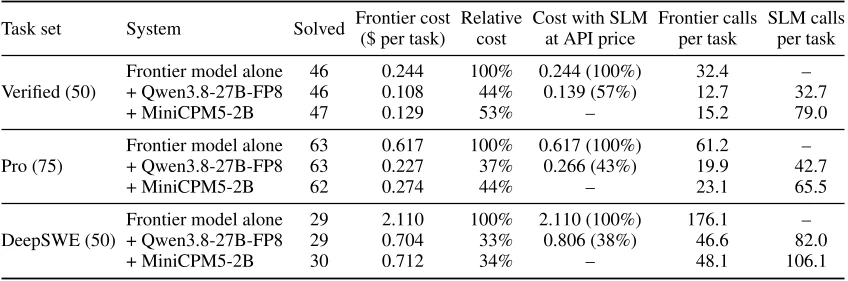 Task set System Solved Frontier cost ($ per task) Relative cost Cost with SLM at API price Frontier calls per task SLM calls per task
Frontier model alone 46 0.244 100% 0.244 (100%) 32.4 –
Verified (50) + Qwen3.8-27B-FP8 46 0.108 44% 0.139 (57%) 12.7 32.7
+ MiniCPM5-2B 47 0.129 53% – 15.2 79.0
Frontier model alone 63 0.617 100% 0.617 (100%) 61.2 –
Pro (75) + Qwen3.8-27B-FP8 63 0.227 37% 0.266 (43%) 19.9 42.7
+ MiniCPM5-2B 62 0.274 44% – 23.1 65.5
Frontier model alone 29 2.110 100% 2.110 (100%) 176.1 –
DeepSWE (50) + Qwen3.8-27B-FP8 29 0.704 33% 0.806 (38%) 46.6 82.0
+ MiniCPM5-2B 30 0.712 34% – 48.1 106.1